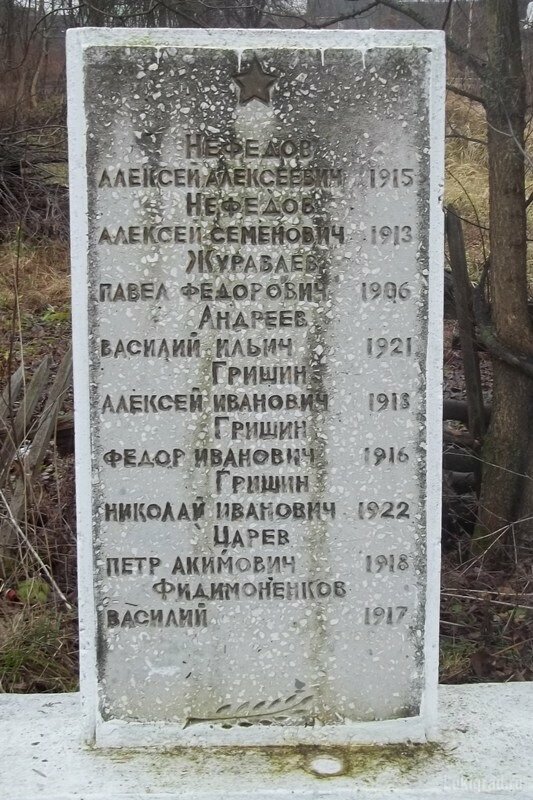 Нефедов
Алексей Алексеевич 1915
Нефедов
Алексей Семенович 1913
Журавлев
Павел Федорович 1906
Андреев
Василий Ильич 1921
Гришин
Алексей Иванович 1918
Гришин
Федор Иванович 1916
Гришин
Николай Иванович 1922
Царев
Петр Акимович 1918
Фидимоненков
Василий 1917